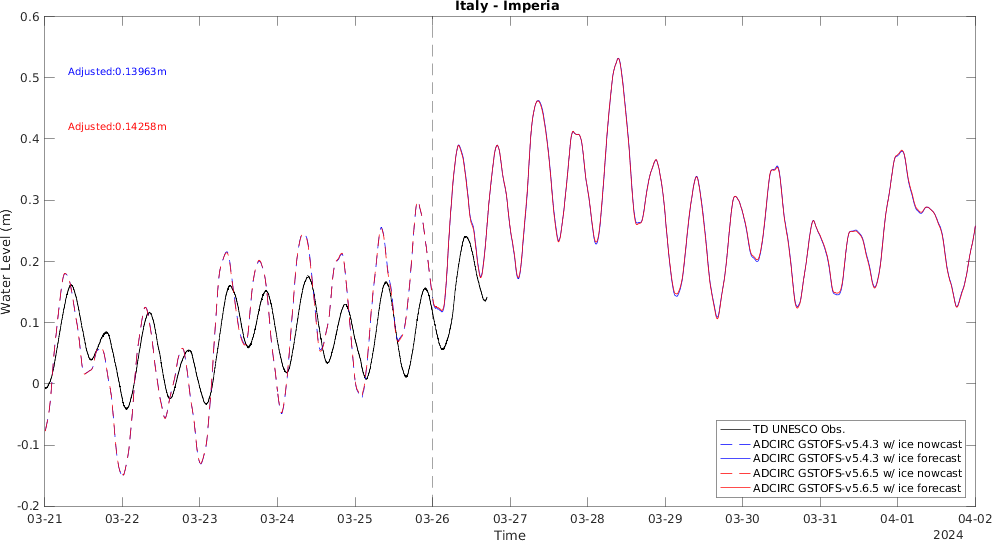 Italy - Imperia
0.6
0.5
0.4
0.3
0.2
0.1
0
-0.1
-0.2
Water Level (m)
Adjusted:0.13963m
Adjusted:0.14258m
TD UNESCO Obs.
ADCIRC GSTOFS-v5.4.3 w/ ice nowcast
ADCIRC GSTOFS-v5.4.3 w/ ice forecast
ADCIRC GSTOFS-v5.6.5 w/ ice nowcast
ADCIRC GSTOFS-v5.6.5 w/ ice forecast
03-21 03-22 03-23 03-24 03-25 03-26 03-27 03-28 03-29 03-30 03-31 04-01 04-02
Time
2024